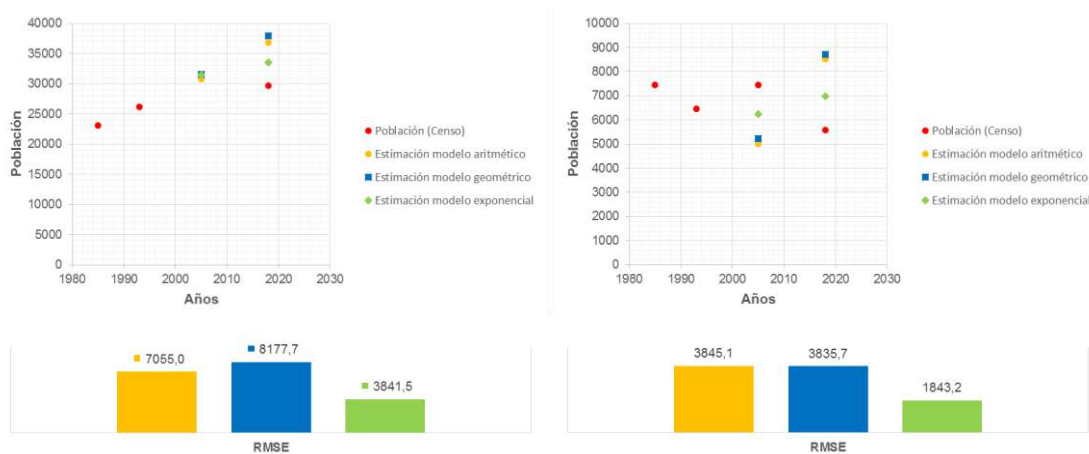 40000
35000
30000
25000
20000
15000
10000
5000
0
Población
1980 1990 2000 2010 2020 2030
Años
Población (Censo)
Estimación modelo aritmético
Estimación modelo geométrico
Estimación modelo exponencial
10000
9000
8000
7000
6000
5000
4000
3000
2000
1000
0
Población
1980 1990 2000 2010 2020 2030
Años
Población (Censo)
Estimación modelo aritmético
Estimación modelo geométrico
Estimación modelo exponencial
7055,0
8177,7
3841,5
RMSE
3845,1
3835,7
1843,2
RMSE